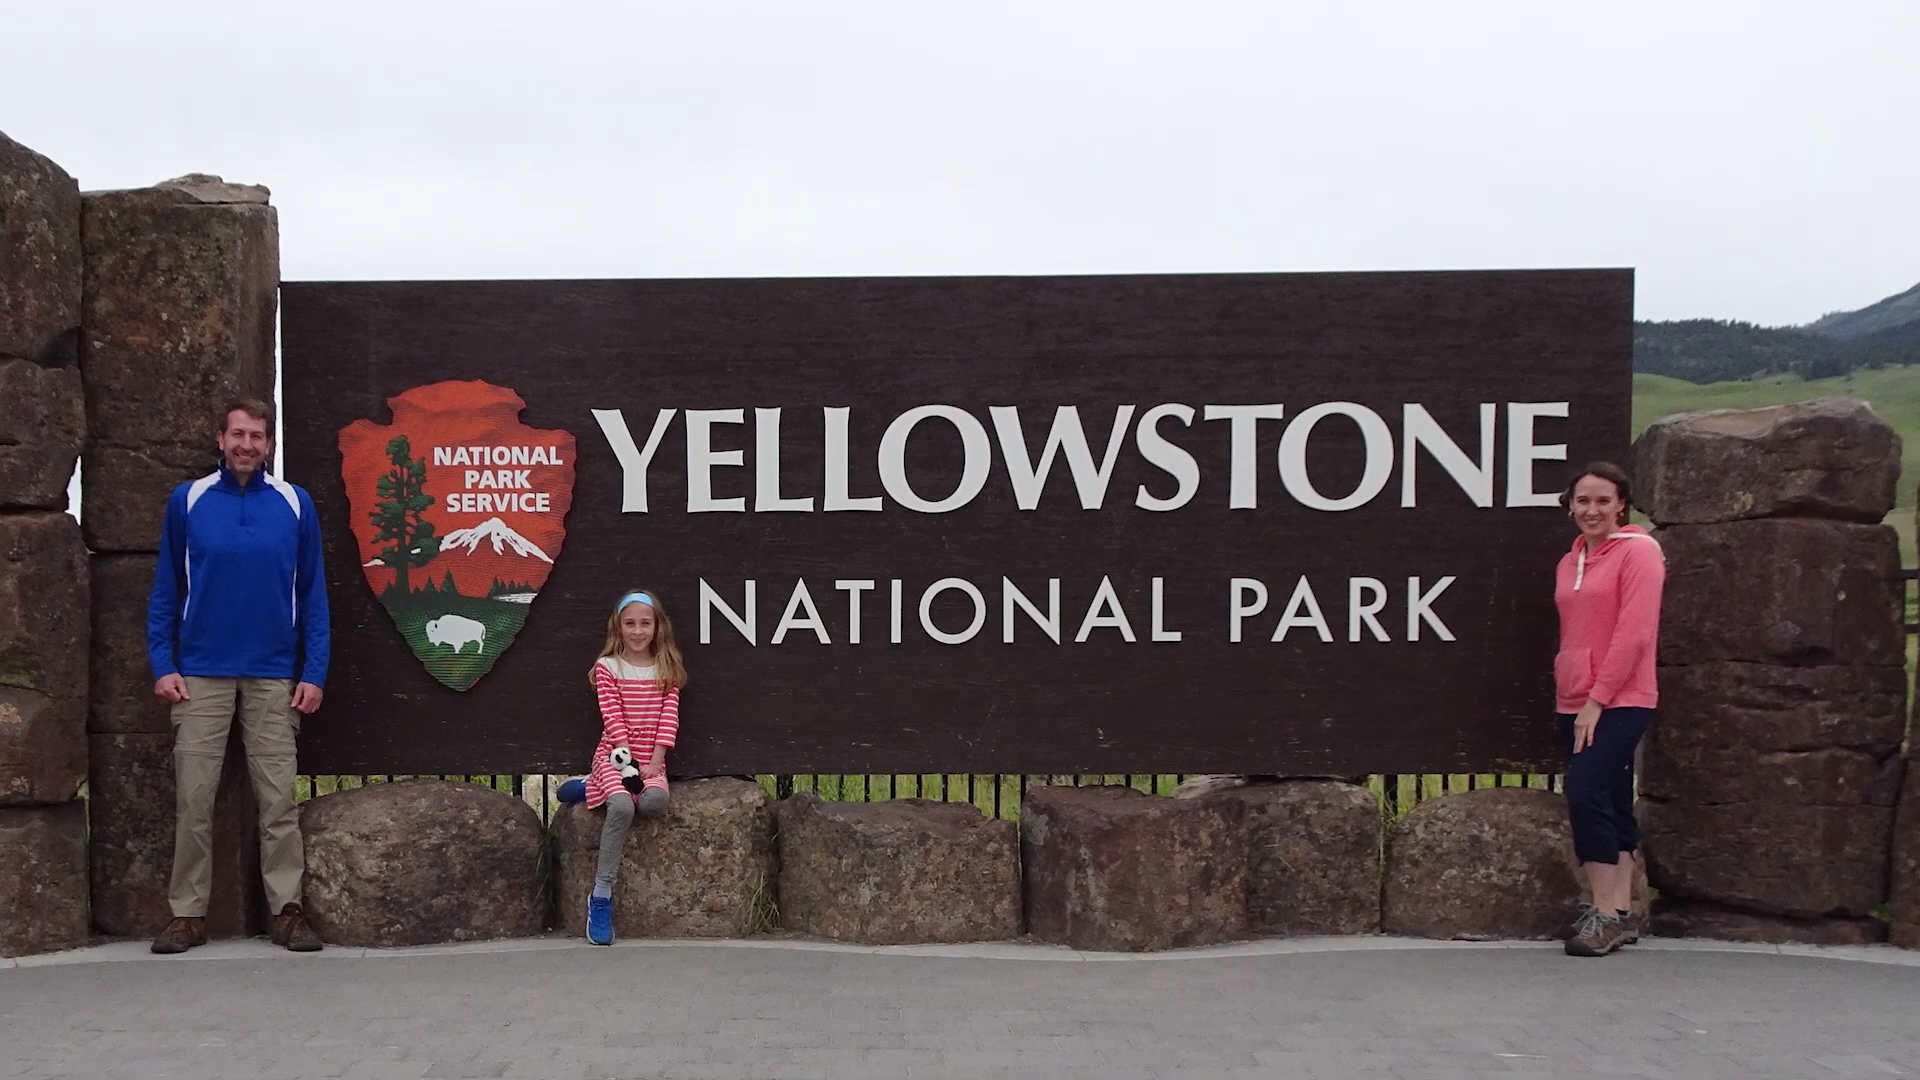 NATIONAL
PARK
SERVICE
YELLOWSTONE
NATIONAL PARK